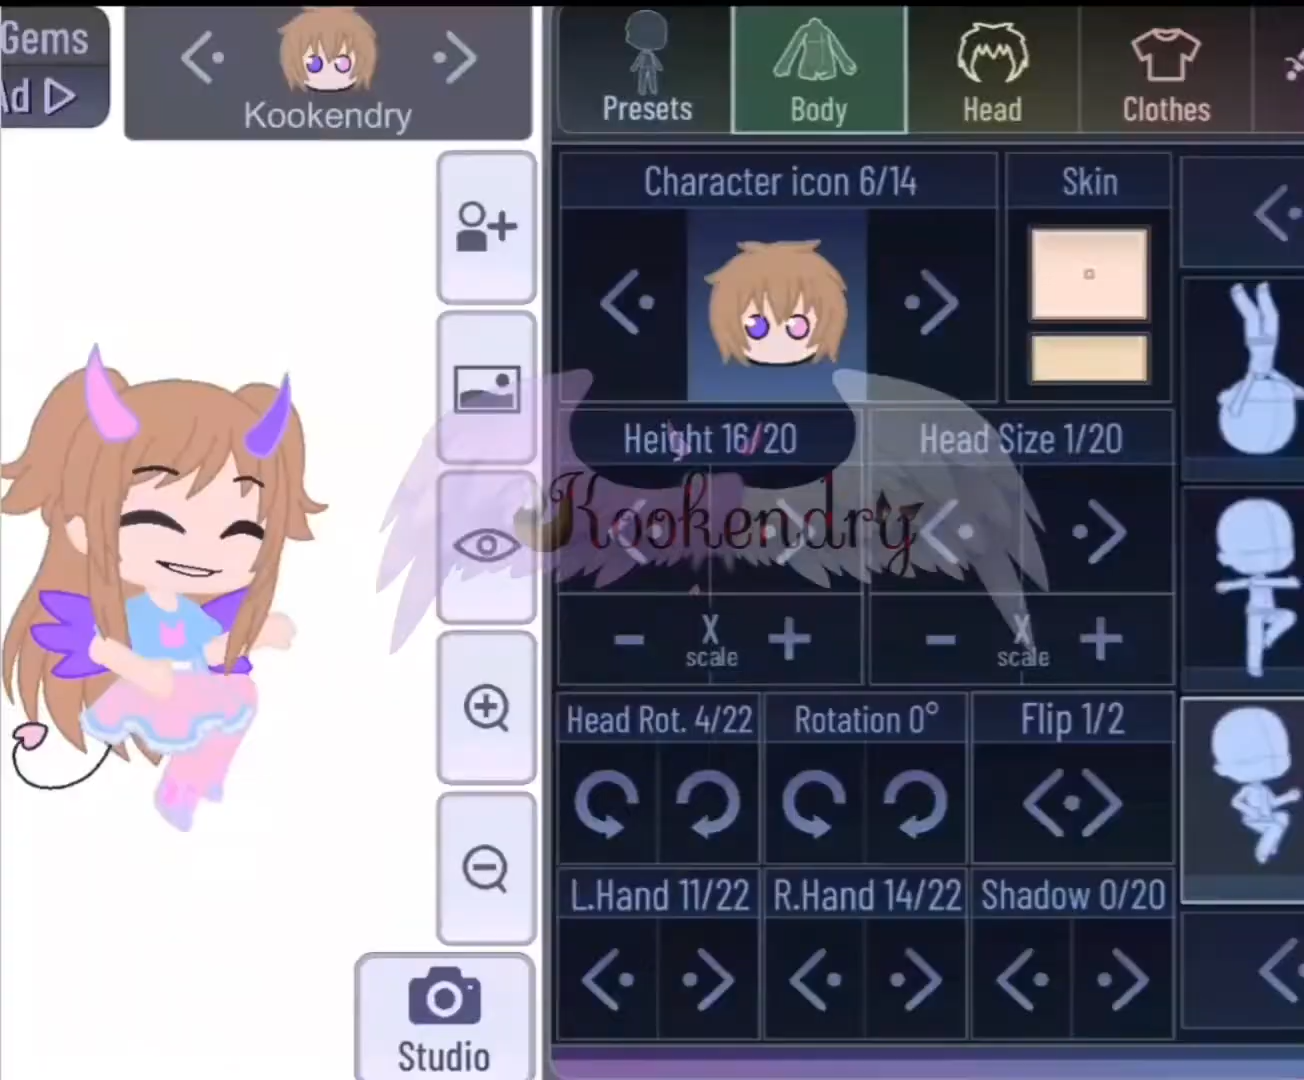 Gems
Ad
Kookendry
Presets
Body
Head
Clothes
Character icon 6/14
Skin
Height 16/20
Head Size 1/20
Kookendry
X
scale
X
scale
Head Rot. 4/22
Rotation 0°
Flip 1/2
L.Hand 11/22
R.Hand 14/22
Shadow 0/20
Studio